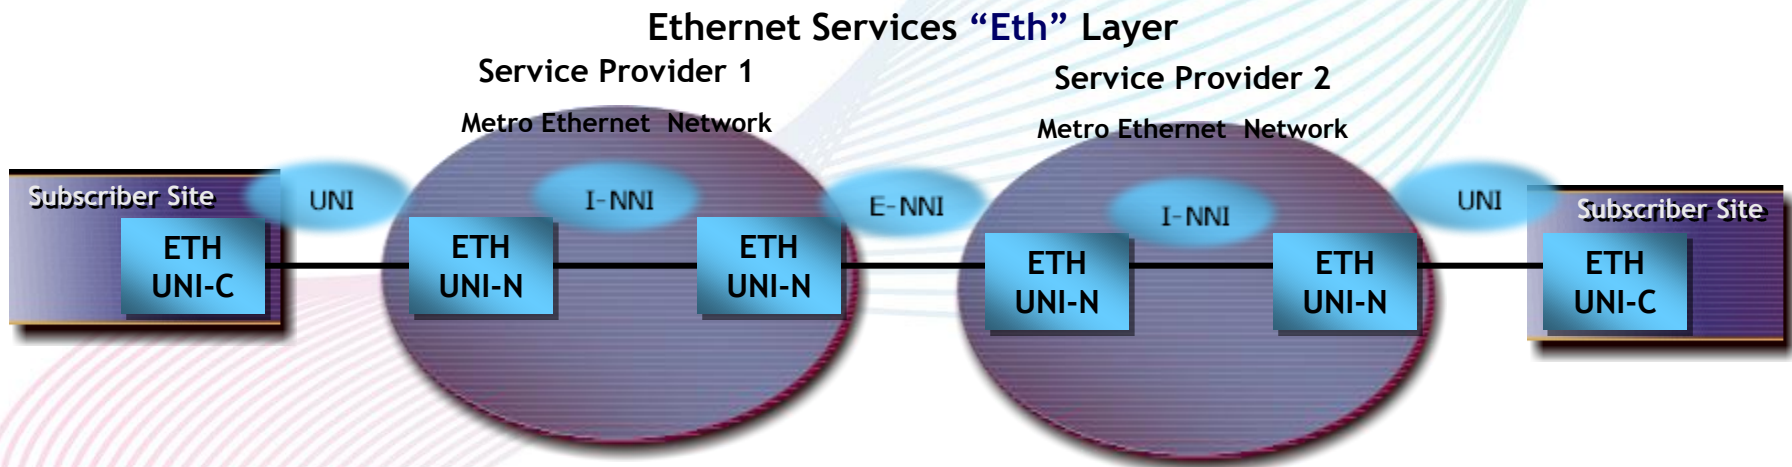 Ethernet Services “Eth” Layer
Service Provider 1
Metro Ethernet Network
Service Provider 2
Metro Ethernet Network
Subscriber Site
UNI
I-NNI
E-NNI
I-NNI
UNI
Subscriber Site
ETH
UNI-C
ETH
UNI-N
ETH
UNI-N
ETH
UNI-N
ETH
UNI-N
ETH
UNI-C